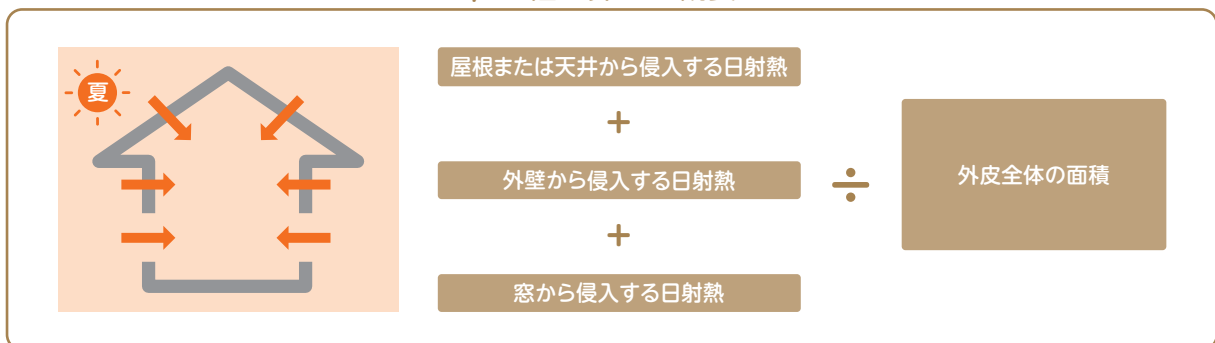 夏
屋根または天井から侵入する日射熱
+
外壁から侵入する日射熱
+
窓から侵入する日射熱
÷
外皮全体の面積